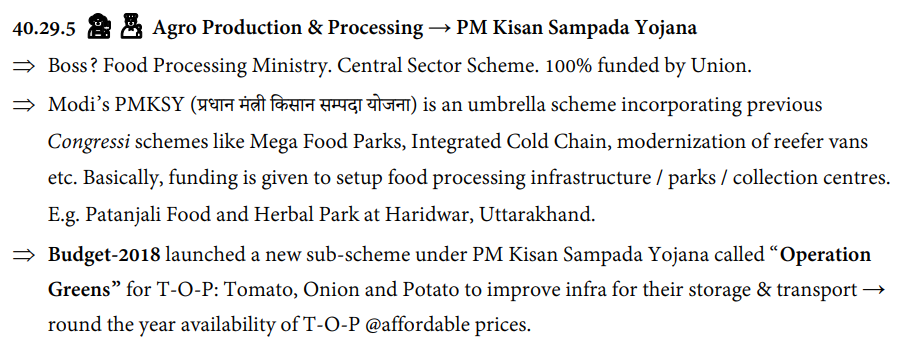 40.29.5 Agro Production & Processing → PM Kisan Sampada Yojana
⇒ Boss? Food Processing Ministry. Central Sector Scheme. 100% funded by Union.
⇒ Modi's PMKSY (प्रधान मंत्री किसान सम्पदा योजना) is an umbrella scheme incorporating previous
Congressi schemes like Mega Food Parks, Integrated Cold Chain, modernization of reefer vans
etc. Basically, funding is given to setup food processing infrastructure / parks / collection centres.
E.g. Patanjali Food and Herbal Park at Haridwar, Uttarakhand.
⇒ Budget-2018 launched a new sub-scheme under PM Kisan Sampada Yojana called “Operation
Greens” for T-O-P: Tomato, Onion and Potato to improve infra for their storage & transport →
round the year availability of T-O-P @affordable prices.